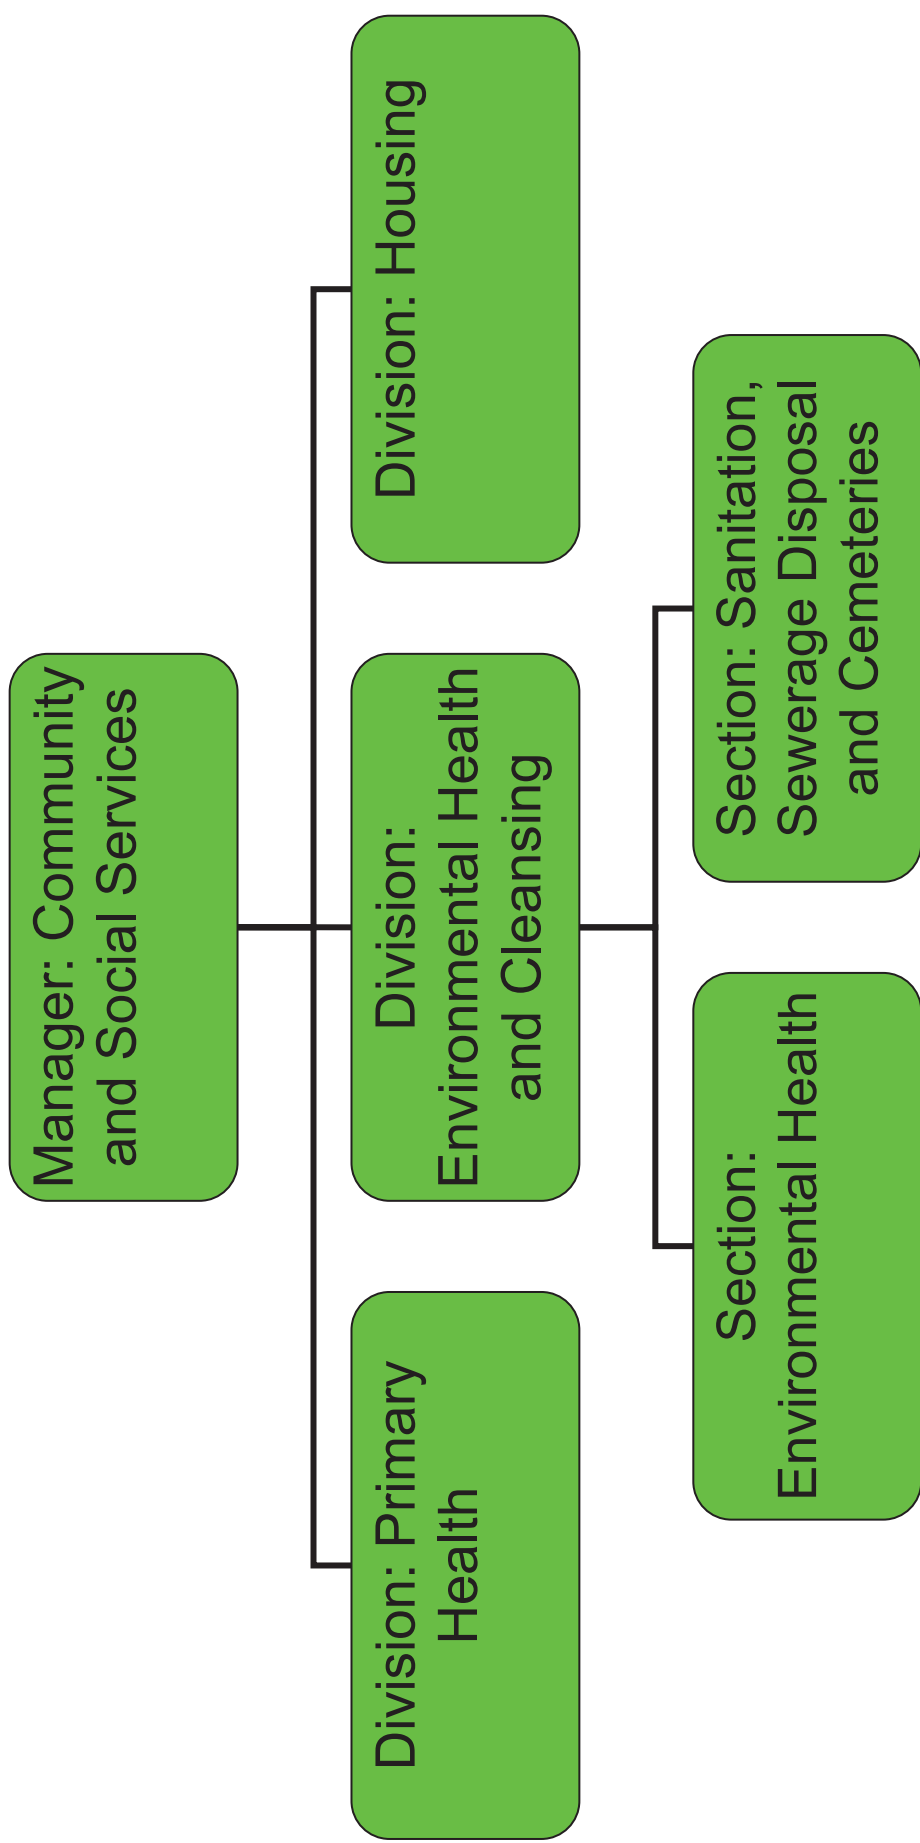 Manager: Community
and Social Services
Division: Primary
Health
Division:
Environmental Health
and Cleansing
Division: Housing
Section:
Environmental Health
Section: Sanitation,
Sewerage Disposal
and Cemeteries